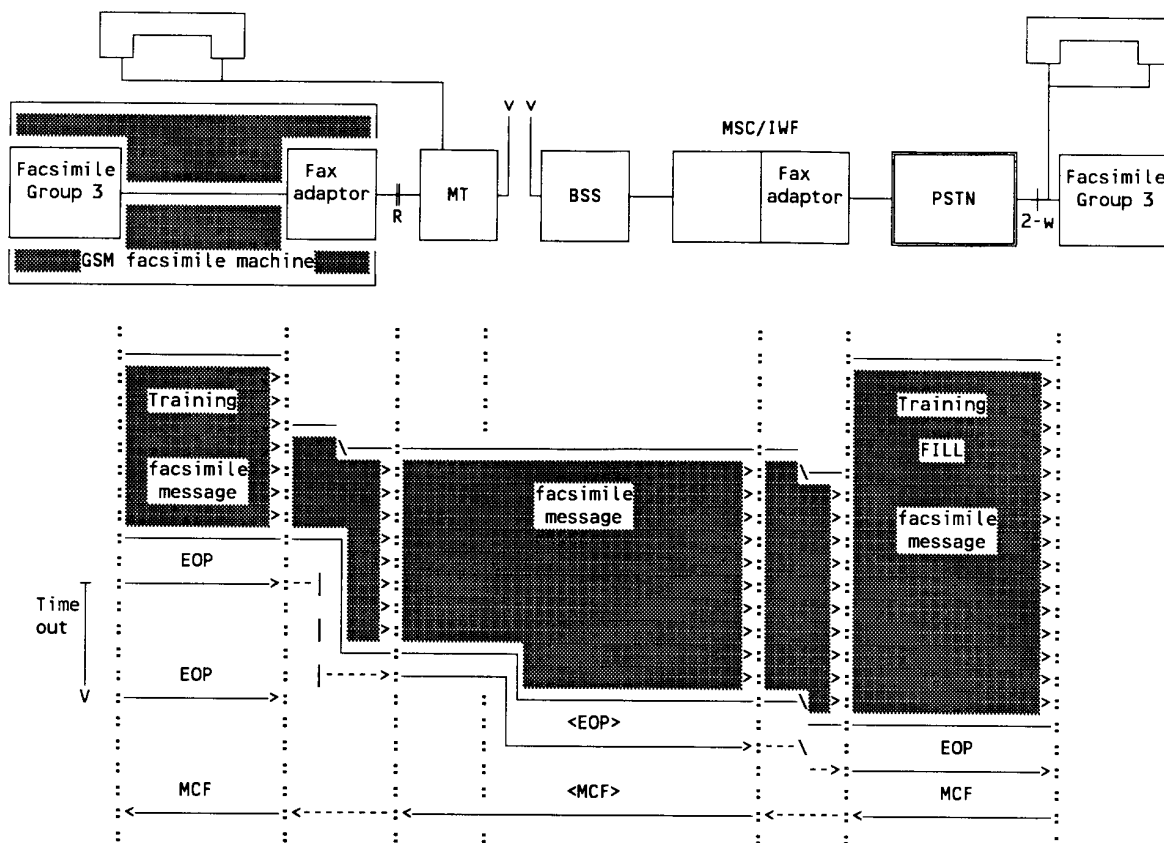 MSC/IWF
Facsimile
Group 3
Fax
adaptor
R
MT
BSS
Fax
adaptor
PSTN
2-w
Facsimile
Group 3
GSM facsimile machine
Training
facsimile
message
Training
FILL
facsimile
message
facsimile
message
EOP
Time
out
EOP
<EOP>
EOP
MCF
<MCF>
MCF